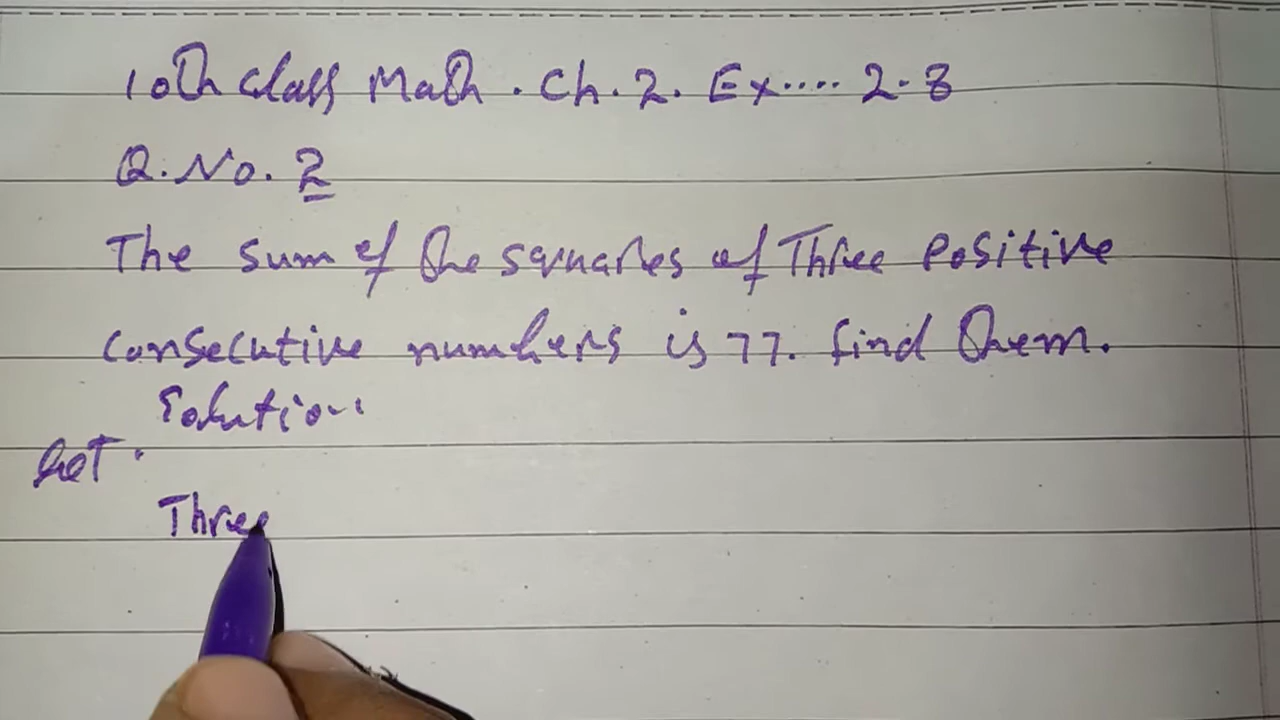 10th Class Math. Ch. 2. Ex.... 2.8
Q. No. 2
The sum of the squares of Three Positive
consecutive numbers is 77. find them.
Solution..
Let.
Three